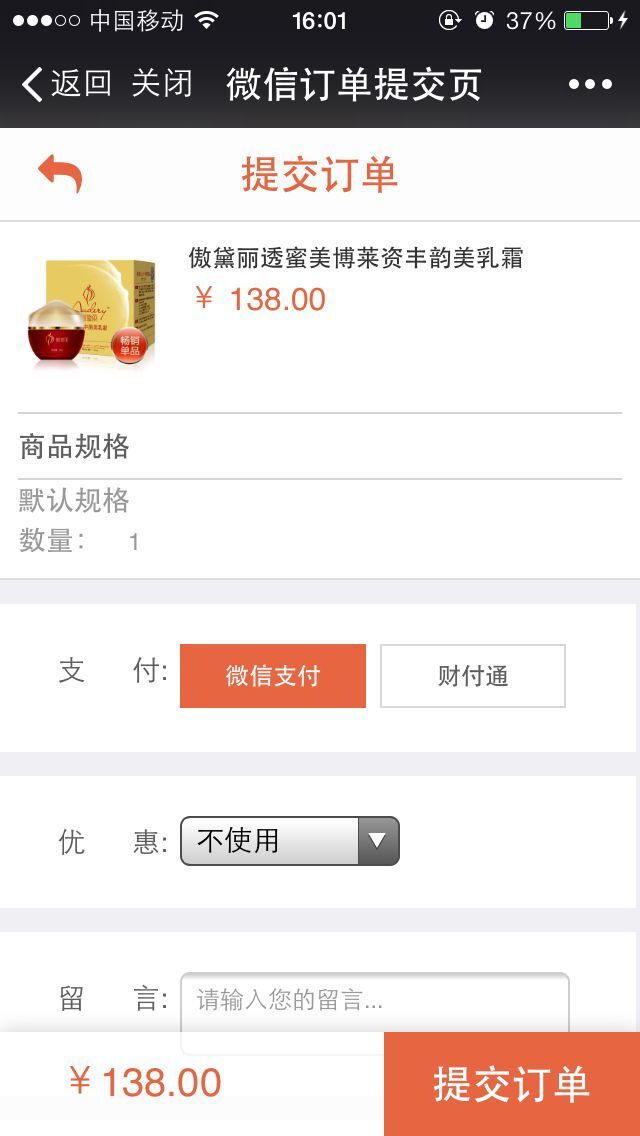 中国移动 16:01 37%
返回 关闭 微信订单提交页
提交订单
傲黛丽透蜜美博莱资丰韵美乳霜
¥ 138.00
Audery
畅销
单品
商品规格
默认规格
数量: 1
支 付: 微信支付 财付通
优 惠: 不使用
留 言: 请输入您的留言...
¥ 138.00 提交订单